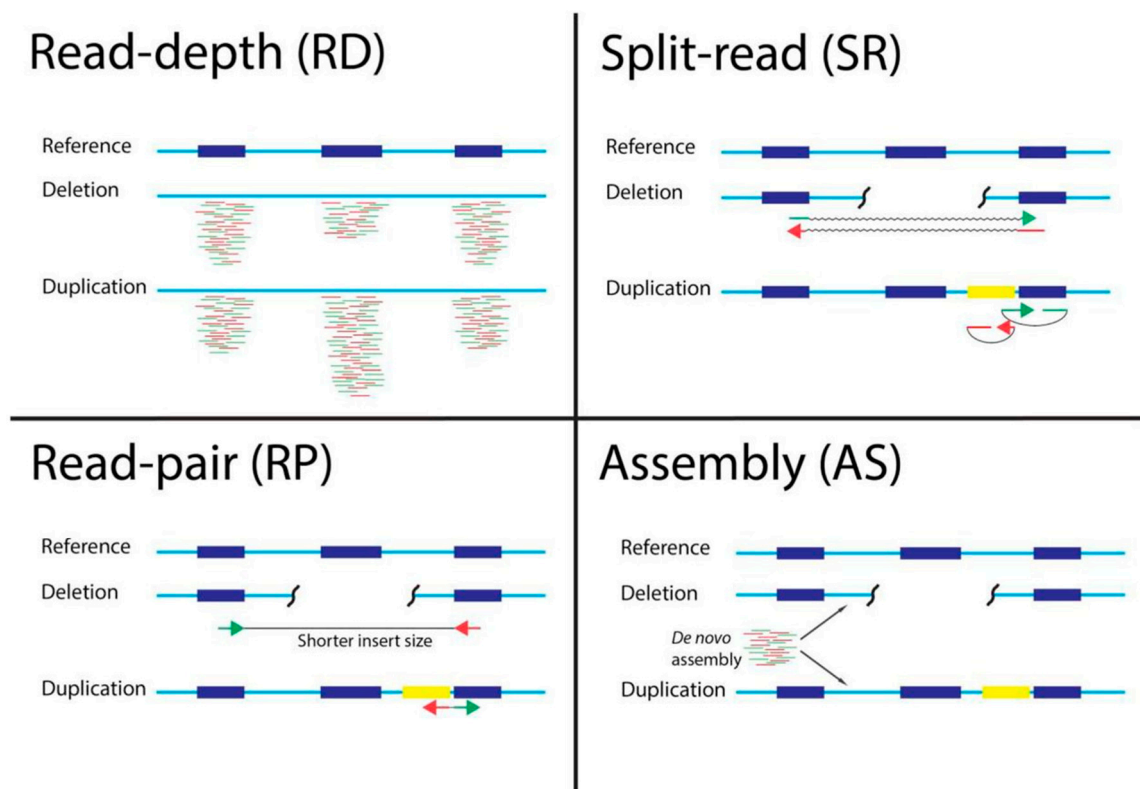 Read-depth (RD)
Reference
Deletion
Duplication
Split-read (SR)
Reference
Deletion
Duplication
Read-pair (RP)
Reference
Deletion
Shorter insert size
Duplication
Assembly (AS)
Reference
Deletion
De novo
assembly
Duplication